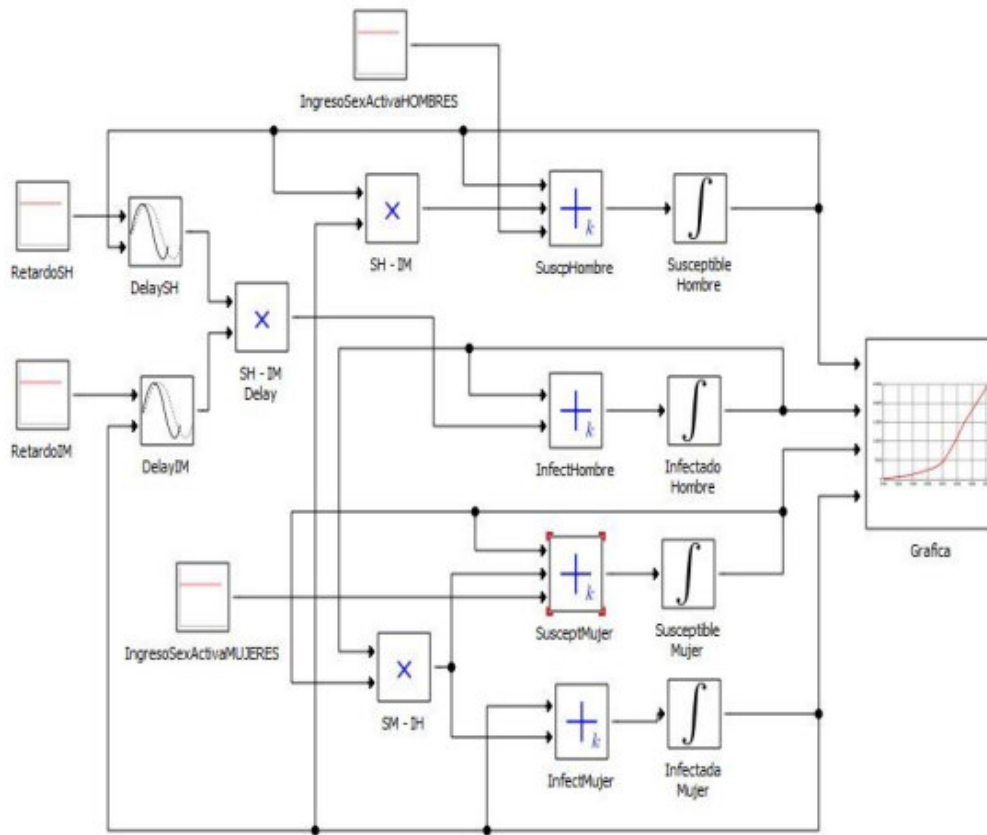 IngresoSexActivaHOMBRES
RetardoSH
DelaySH
SH - IM
SuscpHombre
Susceptible
Hombre
SH - IM
Delay
RetardoIM
DelayIM
InfectHombre
Infectado
Hombre
Grafica
IngresoSexActivaMUJERES
SusceptMujer
Susceptible
Mujer
SM - IH
InfectMujer
Infectada
Mujer
k
k
k
k